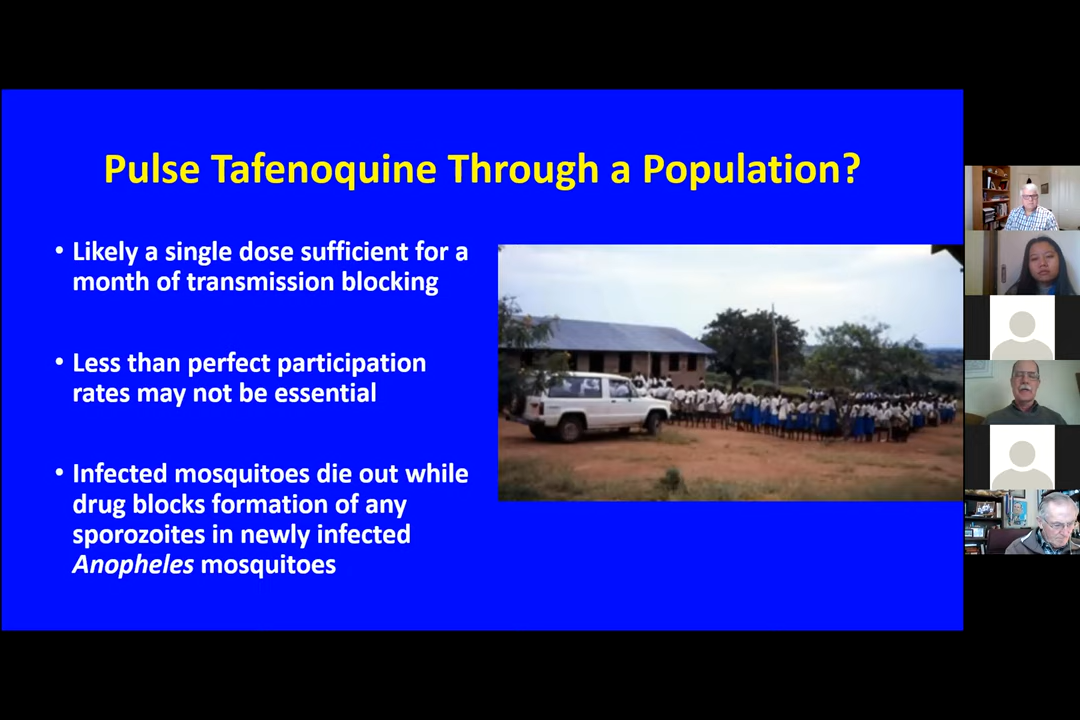 Pulse Tafenoquine Through a Population?
• Likely a single dose sufficient for a
month of transmission blocking
• Less than perfect participation
rates may not be essential
• Infected mosquitoes die out while
drug blocks formation of any
sporozoites in newly infected
Anopheles mosquitoes